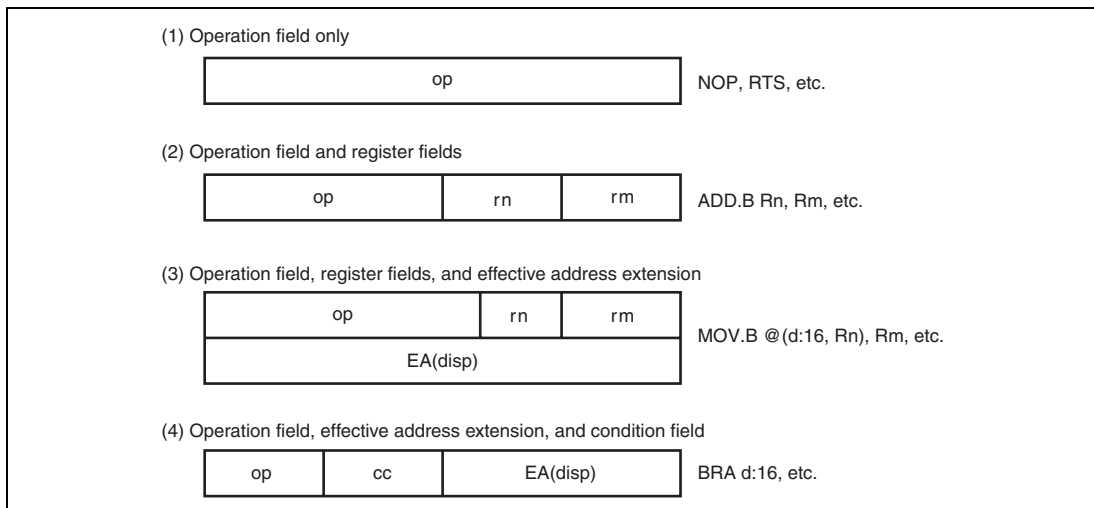 (1) Operation field only
op
NOP, RTS, etc.
(2) Operation field and register fields
op rn rm
ADD.B Rn, Rm, etc.
(3) Operation field, register fields, and effective address extension
op rn rm
MOV.B @(d:16, Rn), Rm, etc.
EA(disp)
(4) Operation field, effective address extension, and condition field
op cc EA(disp)
BRA d:16, etc.